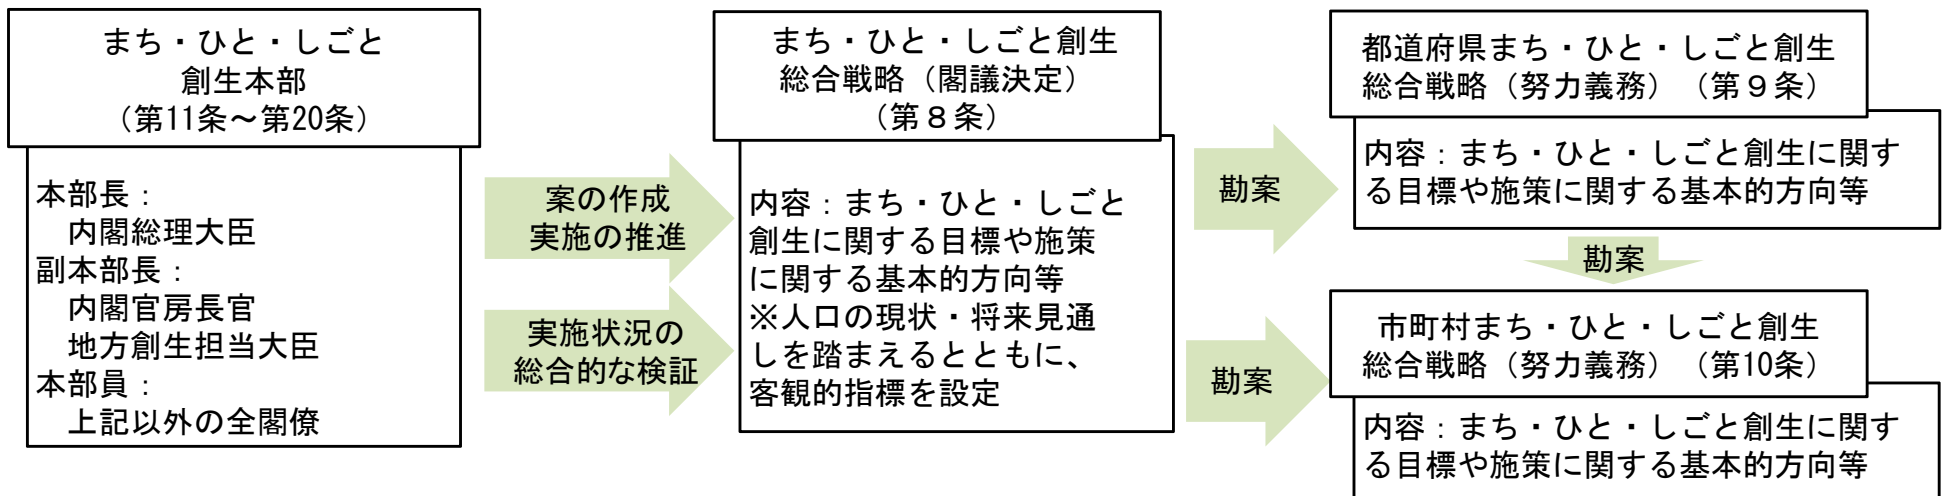 まち・ひと・しごと
創生本部
（第11条～第20条）
本部長：
内閣総理大臣
副本部長：
内閣官房長官
地方創生担当大臣
本部員：
上記以外の全閣僚
案の作成
実施の推進
実施状況の
総合的な検証
まち・ひと・しごと創生
総合戦略（閣議決定）
（第８条）
内容：まち・ひと・しごと
創生に関する目標や施策
に関する基本的方向等
※人口の現状・将来見通
しを踏まえるとともに、
客観的指標を設定
勘案
勘案
都道府県まち・ひと・しごと創生
総合戦略（努力義務）（第９条）
内容：まち・ひと・しごと創生に関す
る目標や施策に関する基本的方向等
勘案
市町村まち・ひと・しごと創生
総合戦略（努力義務）（第10条）
内容：まち・ひと・しごと創生に関す
る目標や施策に関する基本的方向等